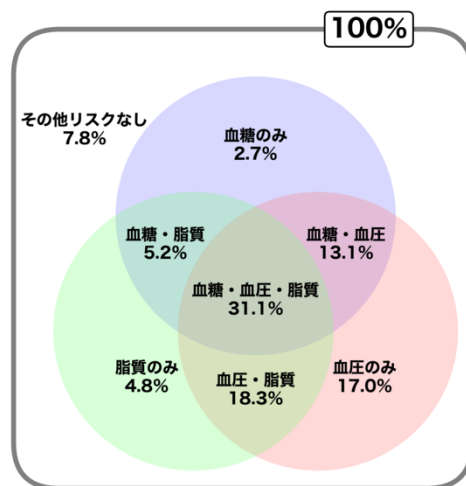 100%
その他リスクなし
7.8%
血糖のみ
2.7%
血糖・脂質
5.2%
血糖・血圧
13.1%
血糖・血圧・脂質
31.1%
脂質のみ
4.8%
血圧・脂質
18.3%
血圧のみ
17.0%